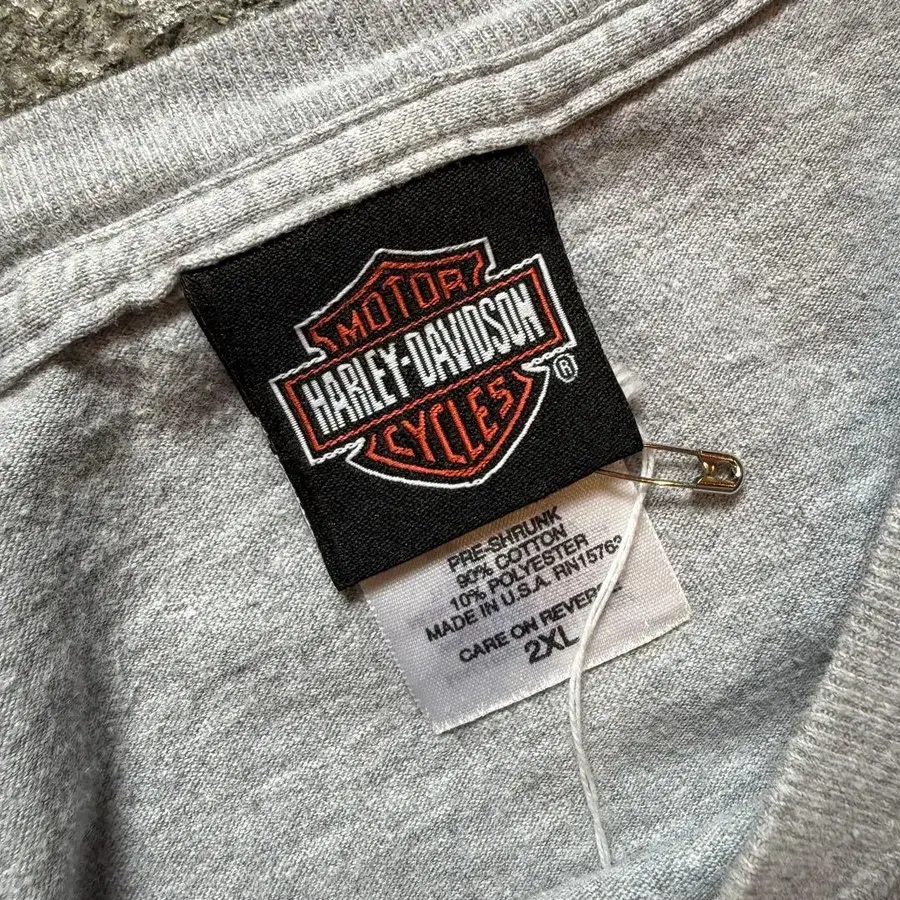 MOTOR
HARLEY-DAVIDSON
CYCLES
®
PRE-SHRUNK
90% COTTON
10% POLYESTER
MADE IN U.S.A. RN15763
CARE ON REVERSE
2XL